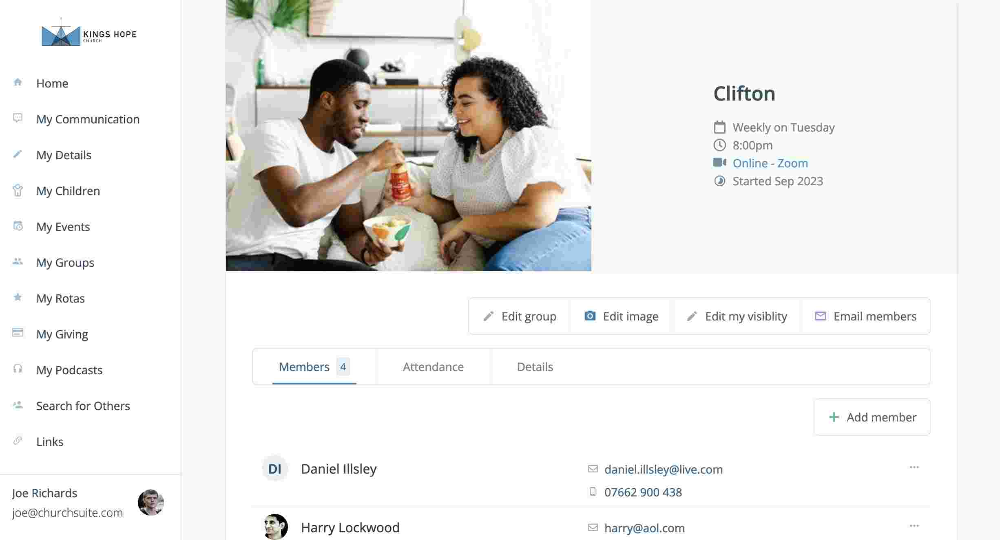 KINGS HOPE
CHURCH
Home
My Communication
My Details
My Children
My Events
My Groups
My Rotas
My Giving
My Podcasts
Search for Others
Links
Joe Richards
joe@churchsuite.com
Clifton
Weekly on Tuesday
8:00pm
Online - Zoom
Started Sep 2023
Edit group
Edit image
Edit my visiblity
Email members
Members 4
Attendance
Details
Add member
DI
Daniel Illsley
daniel.illsley@live.com
07662 900 438
Harry Lockwood
harry@aol.com